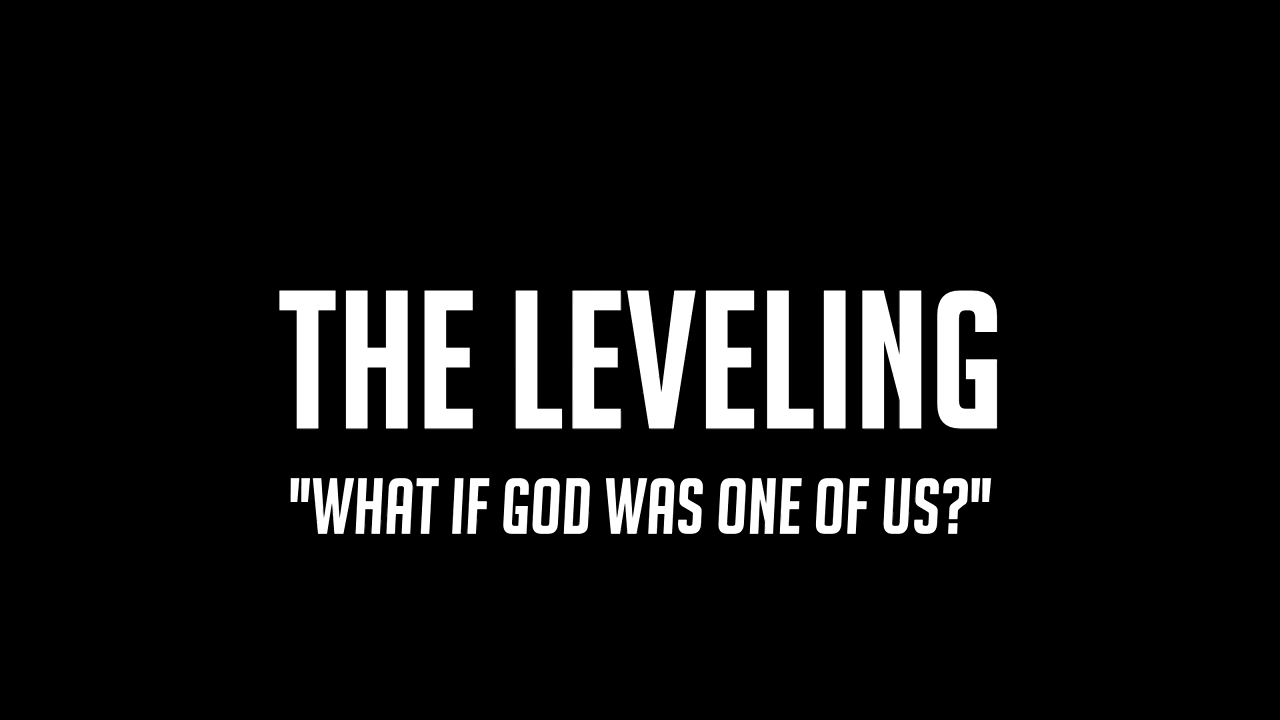 THE LEVELING
"WHAT IF GOD WAS ONE OF US?"